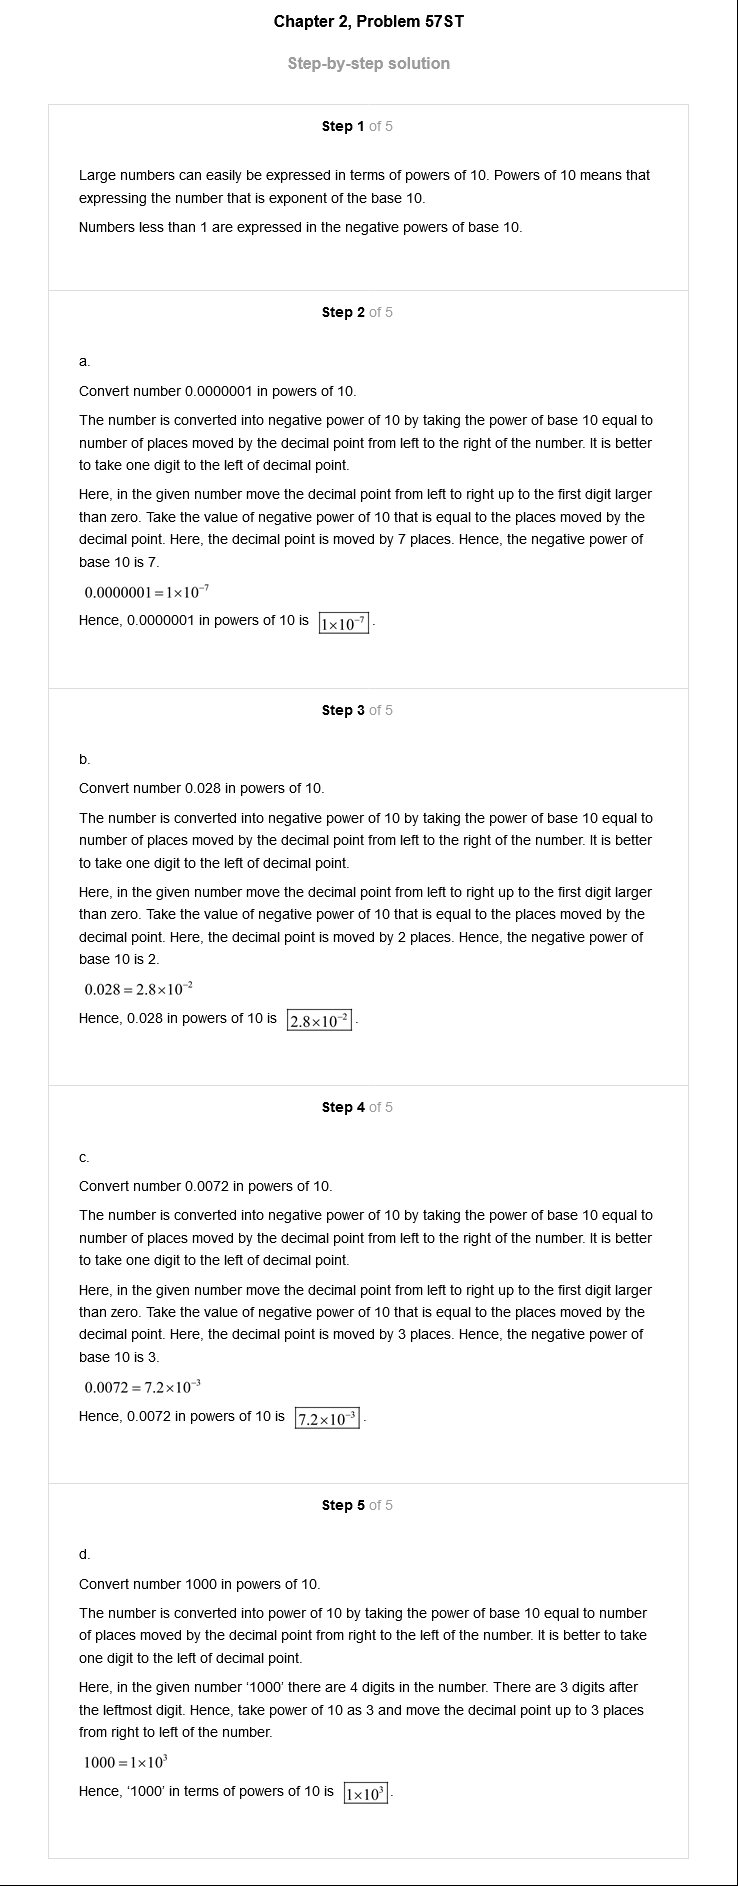 Chapter 2, Problem 57ST
Step-by-step solution
Step 1 of 5
Large numbers can easily be expressed in terms of powers of 10. Powers of 10 means that
expressing the number that is exponent of the base 10.
Numbers less than 1 are expressed in the negative powers of base 10.
Step 2 of 5
a.
Convert number 0.0000001 in powers of 10.
The number is converted into negative power of 10 by taking the power of base 10 equal to
number of places moved by the decimal point from left to the right of the number. It is better
to take one digit to the left of decimal point.
Here, in the given number move the decimal point from left to right up to the first digit larger
than zero. Take the value of negative power of 10 that is equal to the places moved by the
decimal point. Here, the decimal point is moved by 7 places. Hence, the negative power of
base 10 is 7.
0.0000001 = 1×10⁻⁷
Hence, 0.0000001 in powers of 10 is 1×10⁻⁷.
Step 3 of 5
b.
Convert number 0.028 in powers of 10.
The number is converted into negative power of 10 by taking the power of base 10 equal to
number of places moved by the decimal point from left to the right of the number. It is better
to take one digit to the left of decimal point.
Here, in the given number move the decimal point from left to right up to the first digit larger
than zero. Take the value of negative power of 10 that is equal to the places moved by the
decimal point. Here, the decimal point is moved by 2 places. Hence, the negative power of
base 10 is 2.
0.028 = 2.8×10⁻²
Hence, 0.028 in powers of 10 is 2.8×10⁻².
Step 4 of 5
c.
Convert number 0.0072 in powers of 10.
The number is converted into negative power of 10 by taking the power of base 10 equal to
number of places moved by the decimal point from left to the right of the number. It is better
to take one digit to the left of decimal point.
Here, in the given number move the decimal point from left to right up to the first digit larger
than zero. Take the value of negative power of 10 that is equal to the places moved by the
decimal point. Here, the decimal point is moved by 3 places. Hence, the negative power of
base 10 is 3.
0.0072 = 7.2×10⁻³
Hence, 0.0072 in powers of 10 is 7.2×10⁻³.
Step 5 of 5
d.
Convert number 1000 in powers of 10.
The number is converted into power of 10 by taking the power of base 10 equal to number
of places moved by the decimal point from right to the left of the number. It is better to take
one digit to the left of decimal point.
Here, in the given number ‘1000’ there are 4 digits in the number. There are 3 digits after
the leftmost digit. Hence, take power of 10 as 3 and move the decimal point up to 3 places
from right to left of the number.
1000 = 1×10³
Hence, ‘1000’ in terms of powers of 10 is 1×10³.